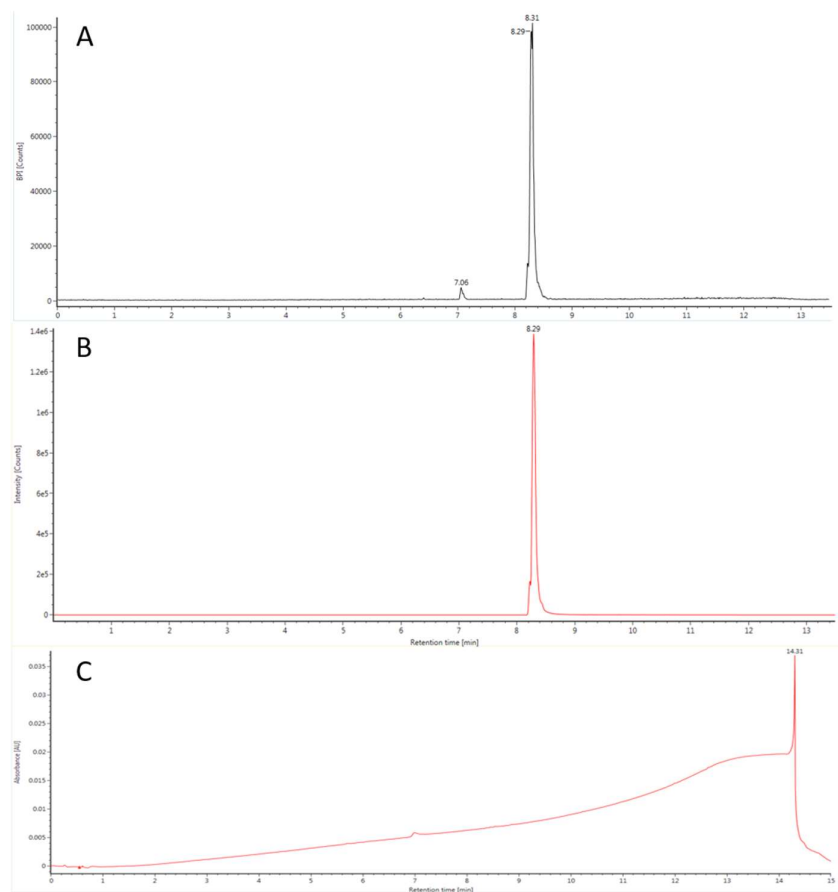 A
8.31
8.29
100000
80000
60000
40000
20000
0
BPI [Counts]
7.06
0 1 2 3 4 5 6 7 8 9 10 11 12 13
B
8.29
1.4e6
1.2e6
1e6
8e5
6e5
4e5
2e5
0
Intensity [Counts]
1 2 3 4 5 6 7 8 9 10 11 12 13
Retention time [min]
C
14.31
0.035
0.03
0.025
0.02
0.015
0.01
0.005
0
Absorbance [AU]
0 1 2 3 4 5 6 7 8 9 10 11 12 13 14 15
Retention time [min]